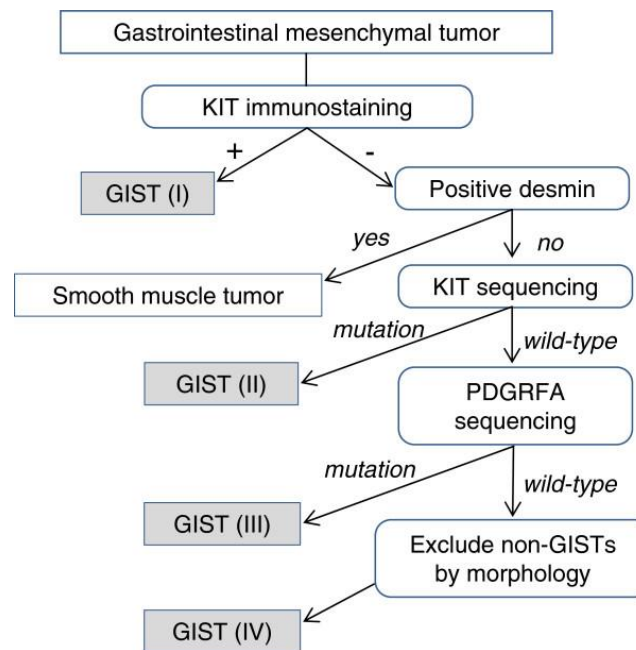 Gastrointestinal mesenchymal tumor
KIT immunostaining
+
-
GIST (I)
Positive desmin
yes
no
Smooth muscle tumor
KIT sequencing
mutation
wild-type
GIST (II)
PDGRFA
sequencing
mutation
wild-type
GIST (III)
Exclude non-GISTs
by morphology
GIST (IV)